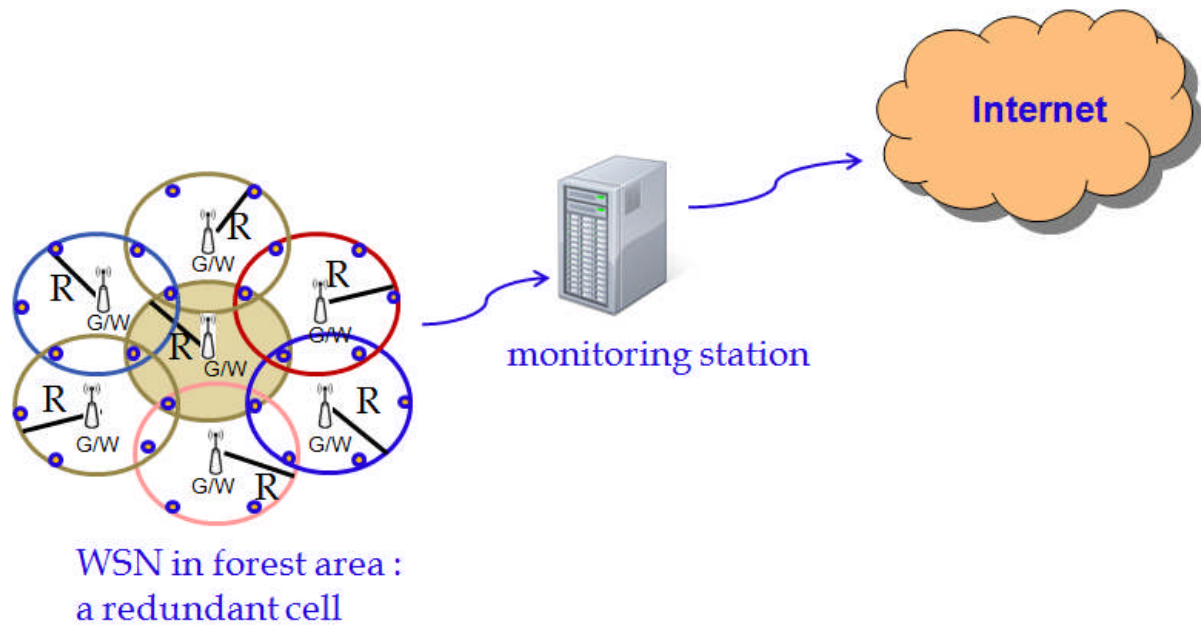 Internet
R
G/W
R
G/W
R
G/W
R
G/W
R
G/W
R
G/W
R
G/W
monitoring station
WSN in forest area :
a redundant cell